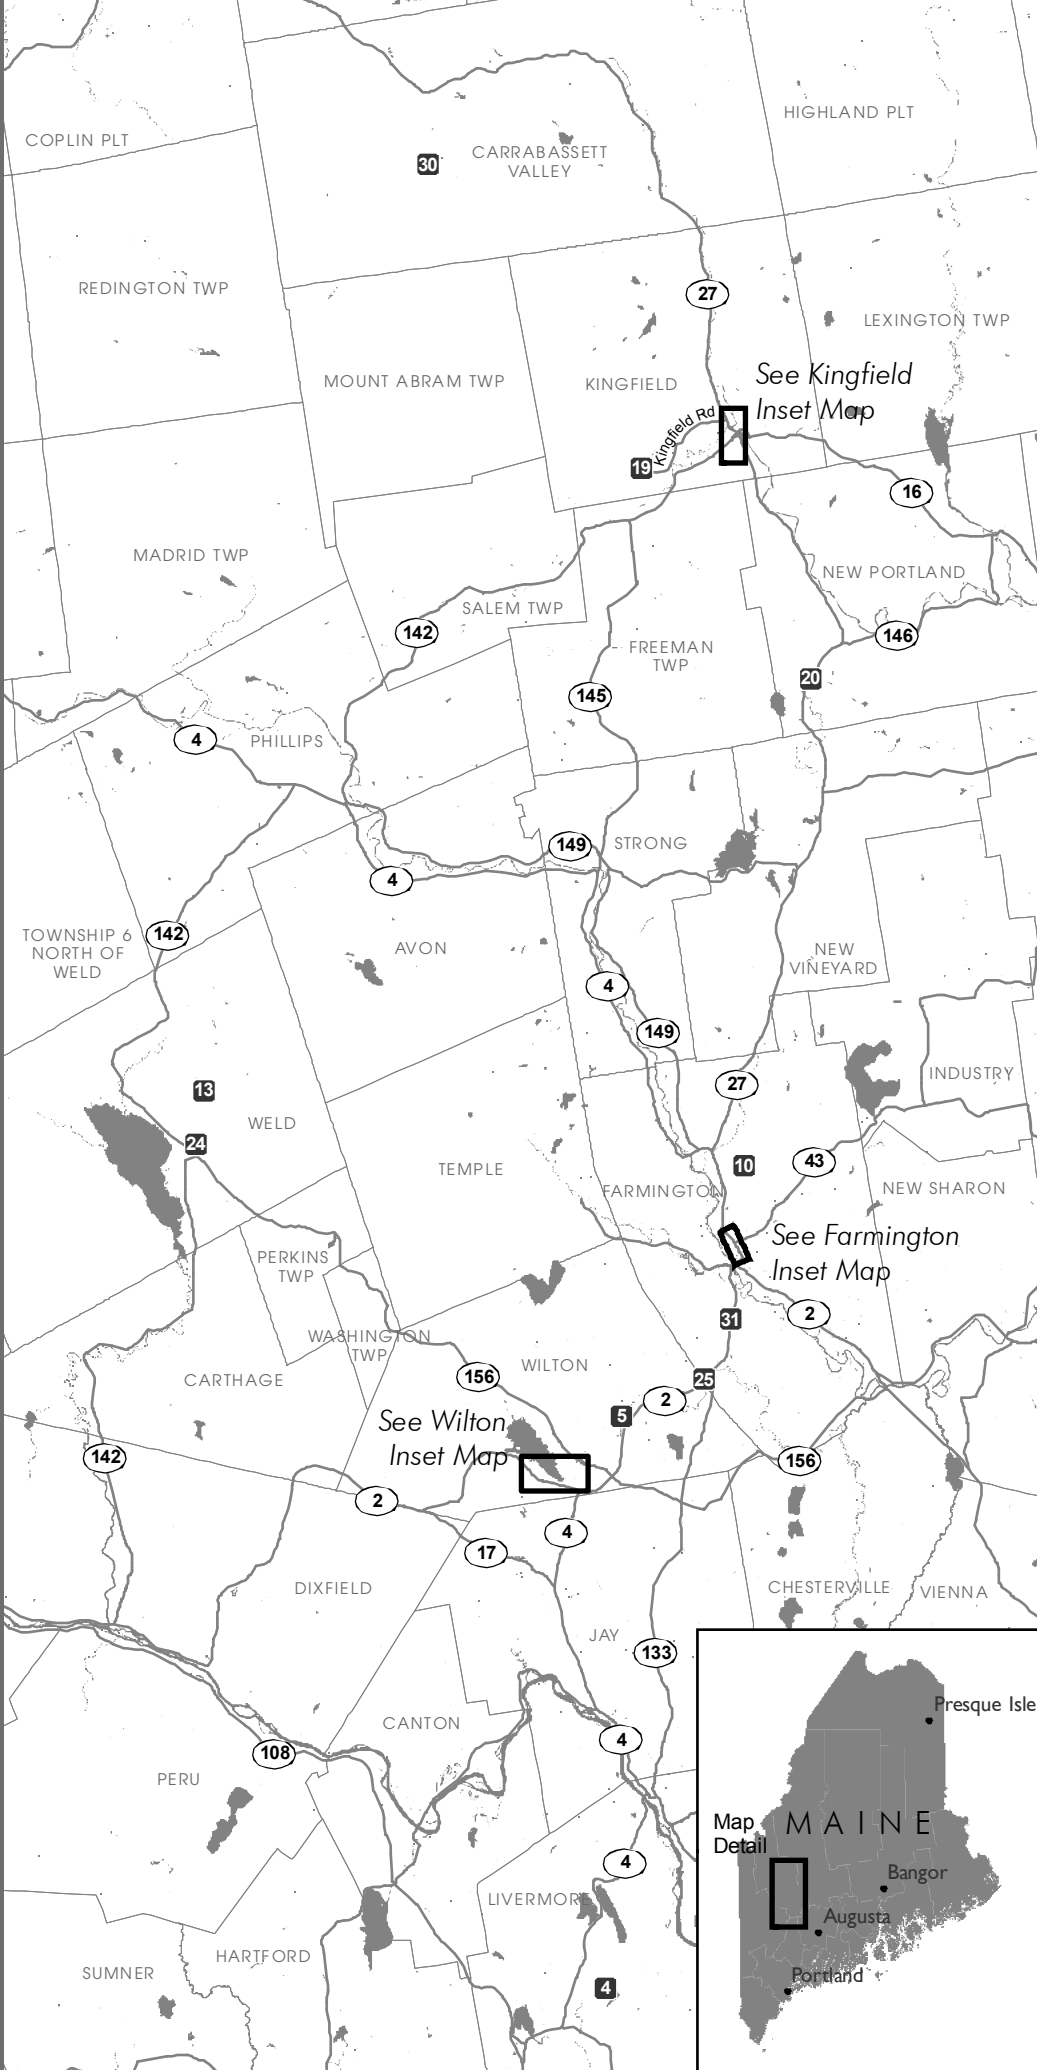 HIGHLAND PLT
COPLIN PLT
CARRABASSETT
VALLEY
30
REDINGTON TWP
27
LEXINGTON TWP
MOUNT ABRAM TWP
KINGFIELD
See Kingfield
Inset Map
Kingfield Rd
19
16
MADRID TWP
NEW PORTLAND
SALEM TWP
142
146
FREEMAN
TWP
20
145
4
PHILLIPS
149
STRONG
4
142
TOWNSHIP 6
NORTH OF
WELD
AVON
NEW
VINEYARD
4
149
27
INDUSTRY
13
WELD
24
10
43
TEMPLE
FARMINGTON
NEW SHARON
See Farmington
Inset Map
PERKINS
TWP
31
2
WASHINGTON
TWP
WILTON
156
CARTHAGE
25
2
5
See Wilton
Inset Map
142
156
2
4
17
DIXFIELD
CHESTERVILLE
VIENNA
JAY
133
Presque Isle
CANTON
4
108
PERU
Map
Detail
MAINE
4
Bangor
LIVERMORE
Augusta
HARTFORD
SUMNER
Portland
4